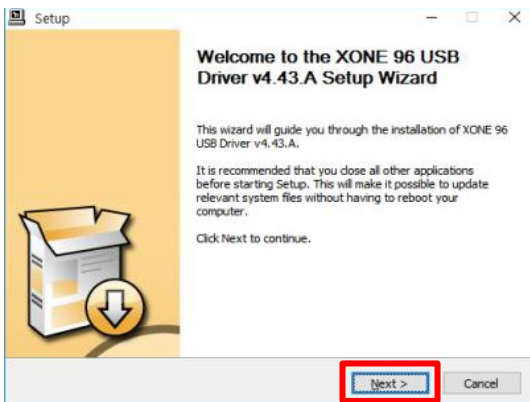 Setup
Welcome to the XONE 96 USB
Driver v4.43.A Setup Wizard
This wizard will guide you through the installation of XONE 96
USB Driver v4.43.A.
It is recommended that you close all other applications
before starting Setup. This will make it possible to update
relevant system files without having to reboot your
computer.
Click Next to continue.
Next >
Cancel